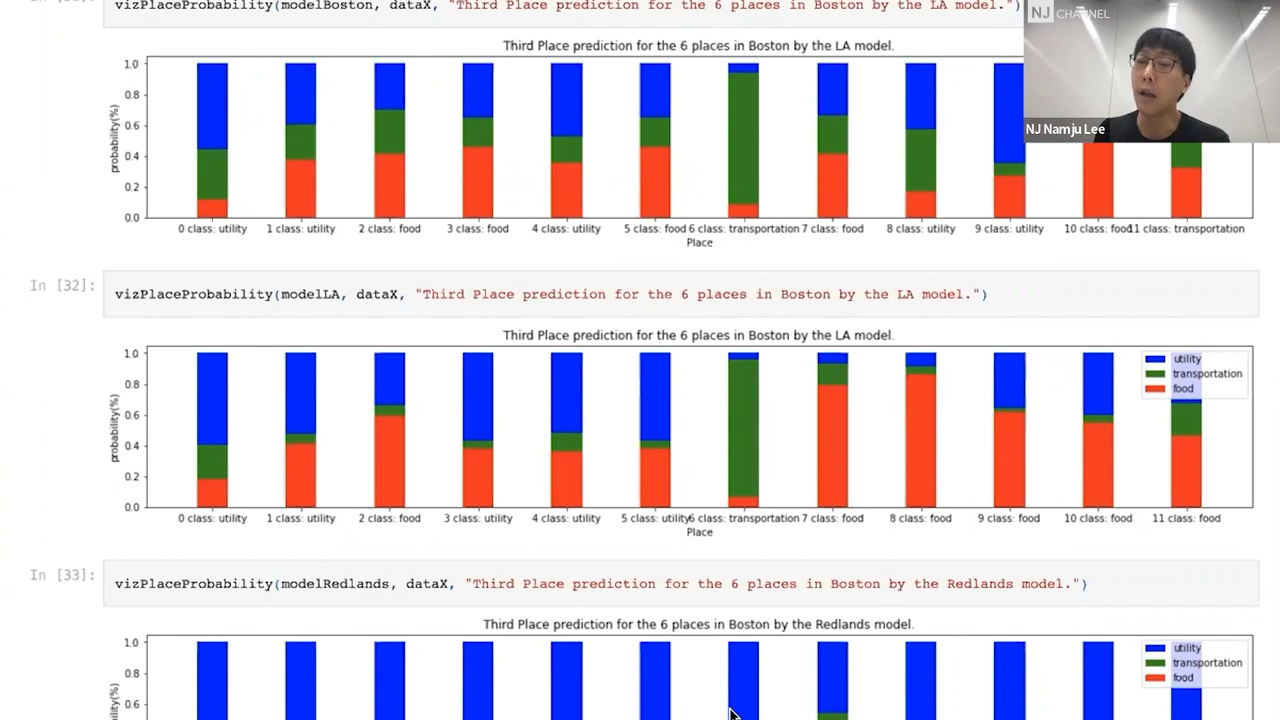 vizPlaceProbability(modelBoston, dataX, "Third Place prediction for the 6 places in Boston by the LA model.")
NJ CHANNEL
NJ Namju Lee
Third Place prediction for the 6 places in Boston by the LA model.
probability(%)
1.0
0.8
0.6
0.4
0.2
0.0
0 class: utility
1 class: utility
2 class: food
3 class: food
4 class: utility
5 class: food
6 class: transportation
7 class: food
8 class: utility
9 class: utility
10 class: food
11 class: transportation
Place
In [32]:
vizPlaceProbability(modelLA, dataX, "Third Place prediction for the 6 places in Boston by the LA model.")
Third Place prediction for the 6 places in Boston by the LA model.
probability(%)
1.0
0.8
0.6
0.4
0.2
0.0
utility
transportation
food
0 class: utility
1 class: utility
2 class: food
3 class: utility
4 class: utility
5 class: utility
6 class: transportation
7 class: food
8 class: food
9 class: food
10 class: food
11 class: food
Place
In [33]:
vizPlaceProbability(modelRedlands, dataX, "Third Place prediction for the 6 places in Boston by the Redlands model.")
Third Place prediction for the 6 places in Boston by the Redlands model.
1.0
0.8
0.6
utility
transportation
food